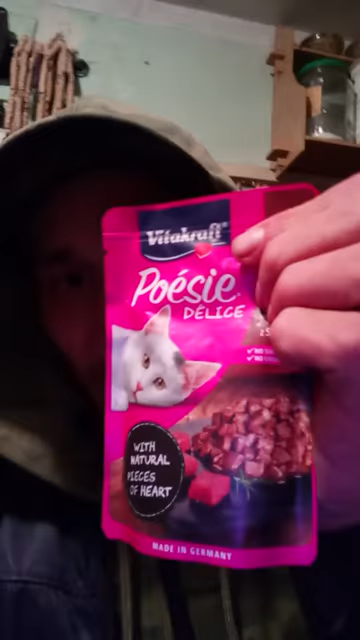 Vitakraft
Poésie
DÉLICE
WITH
NATURAL
PIECES
OF HEART
MADE IN GERMANY